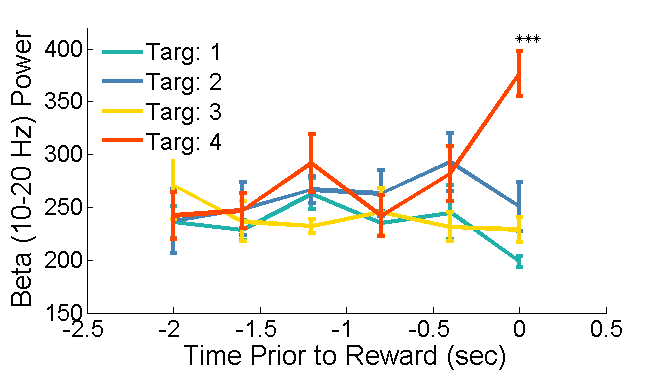 ***
400
Targ: 1
Targ: 2
350
Targ: 3
Targ: 4
300
250
200
150
Beta (10-20 Hz) Power
-2.5 -2 -1.5 -1 -0.5 0 0.5
Time Prior to Reward (sec)